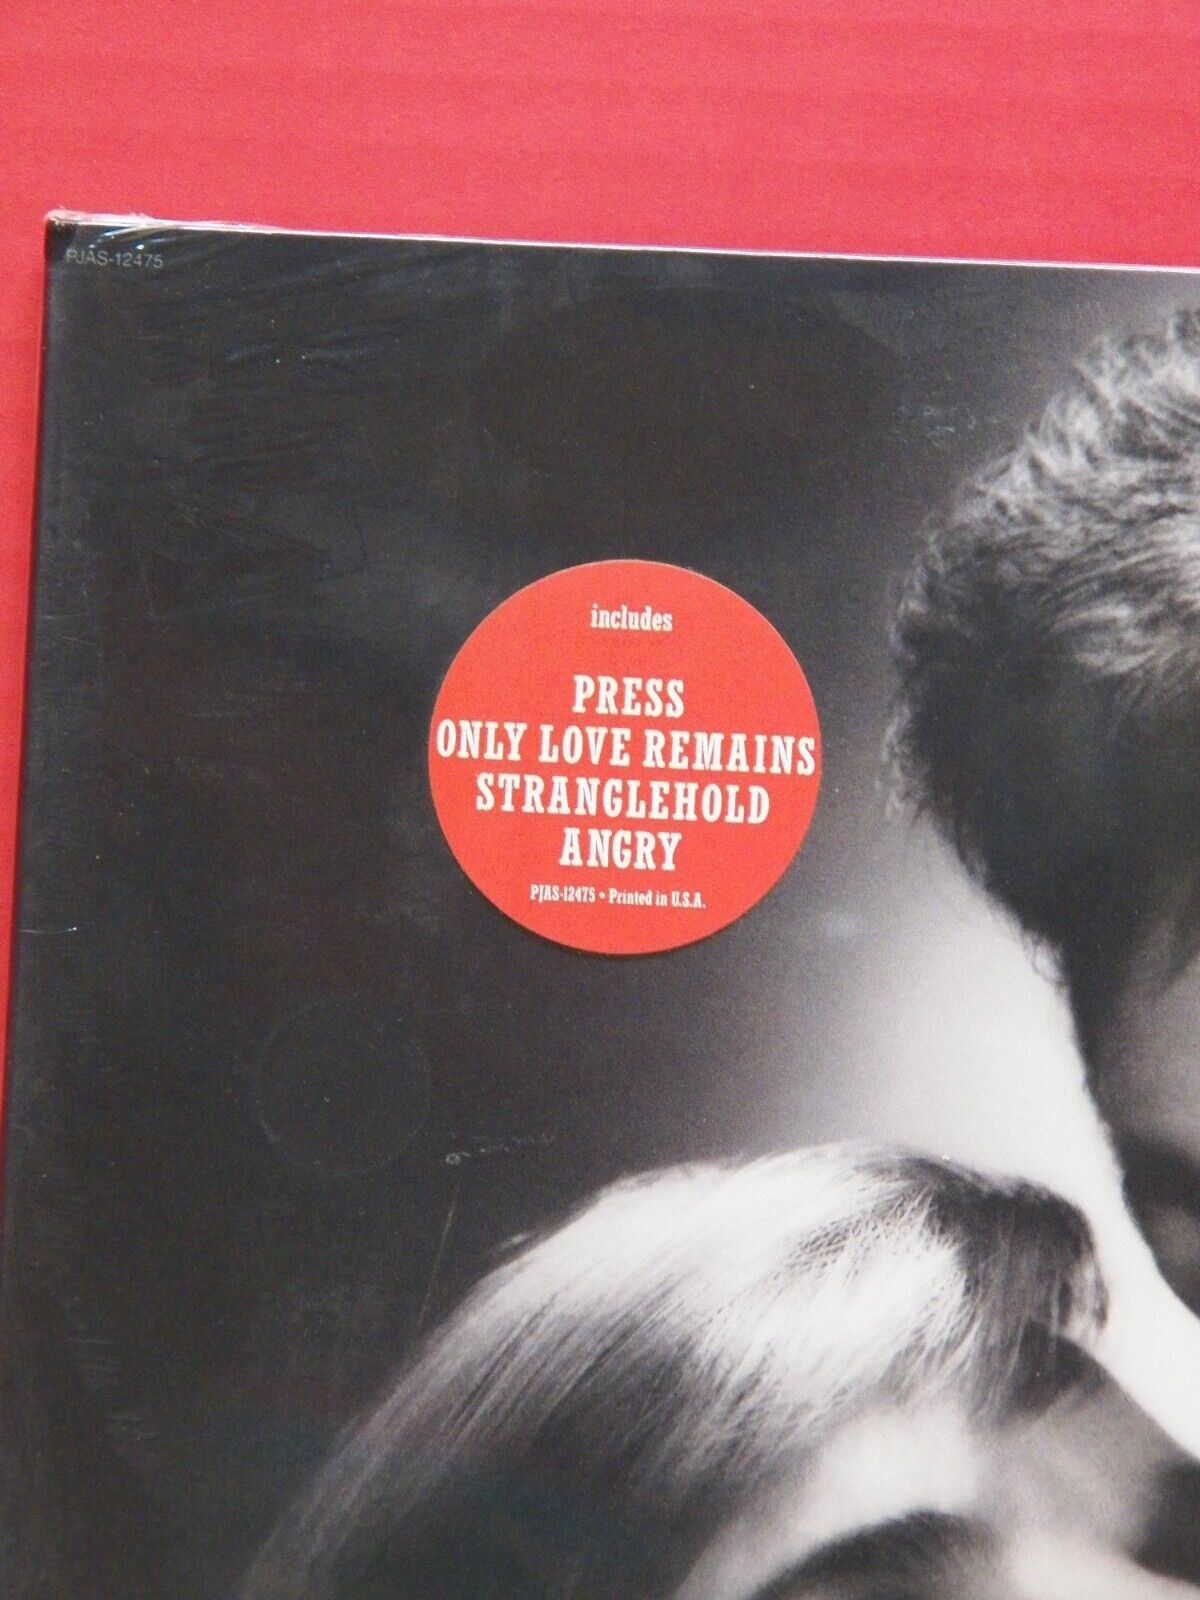 PJAS-12475
includes
PRESS
ONLY LOVE REMAINS
STRANGLEHOLD
ANGRY
PJAS-12475 • Printed in U.S.A.